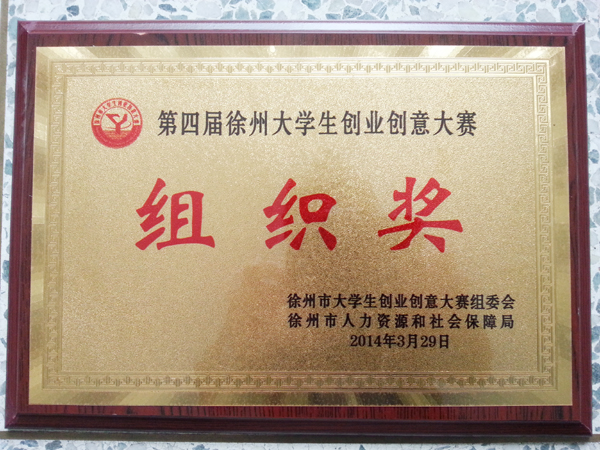 第四届徐州大学生创业创意大赛
组织奖
徐州市大学生创业创意大赛组委会
徐州市人力资源和社会保障局
2014年3月29日